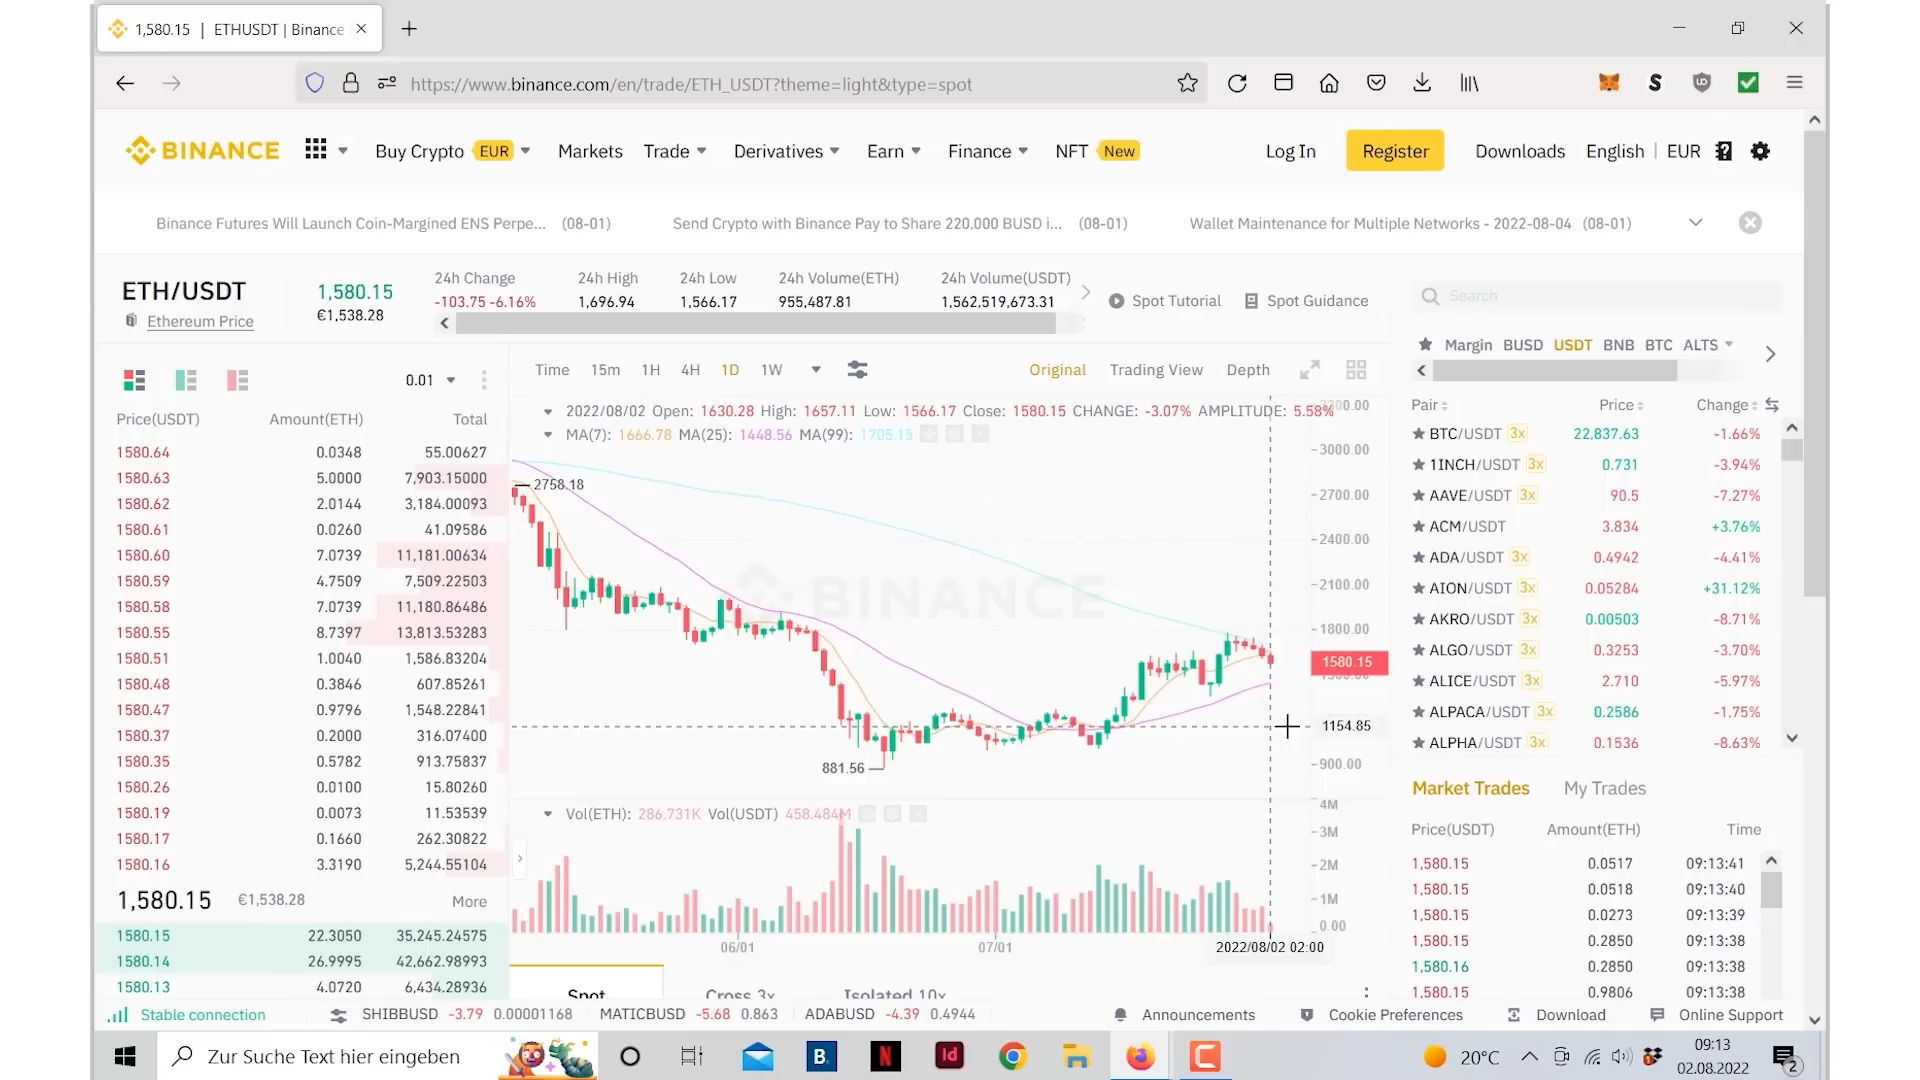 1,580.15 | ETHUSDT | Binance
https://www.binance.com/en/trade/ETH_USDT?theme=light&type=spot
BINANCE Buy Crypto EUR Markets Trade Derivatives Earn Finance NFT New Log In Register Downloads English | EUR
Binance Futures Will Launch Coin-Margined ENS Perpe... (08-01) Send Crypto with Binance Pay to Share 220,000 BUSD i... (08-01) Wallet Maintenance for Multiple Networks - 2022-08-04 (08-01)
ETH/USDT
Ethereum Price
1,580.15
€1,538.28
24h Change
-103.75 -6.16%
24h High
1,696.94
24h Low
1,566.17
24h Volume(ETH)
955,487.81
24h Volume(USDT)
1,562,519,673.31
Spot Tutorial
Spot Guidance
0.01
Price(USDT) Amount(ETH) Total
1580.64 0.0348 55.00627
1580.63 5.0000 7,903.15000
1580.62 2.0144 3,184.00093
1580.61 0.0260 41.09586
1580.60 7.0739 11,181.00634
1580.59 4.7509 7,509.22503
1580.58 7.0739 11,180.86486
1580.55 8.7397 13,813.53283
1580.51 1.0040 1,586.83204
1580.48 0.3846 607.85261
1580.47 0.9796 1,548.22841
1580.37 0.2000 316.07400
1580.35 0.5782 913.75837
1580.26 0.0100 15.80260
1580.19 0.0073 11.53539
1580.17 0.1660 262.30822
1580.16 3.3190 5,244.55104
1,580.15 €1,538.28 More
1580.15 22.3050 35,245.24575
1580.14 26.9995 42,662.98993
1580.13 4.0720 6,434.28936
Time 15m 1H 4H 1D 1W Original Trading View Depth
2022/08/02 Open: 1630.28 High: 1657.11 Low: 1566.17 Close: 1580.15 CHANGE: -3.07% AMPLITUDE: 5.58%
MA(7): 1666.78 MA(25): 1448.56 MA(99): 1705.15
3000.00
2758.18
2700.00
2400.00
2100.00
BINANCE
1800.00
1580.15
1154.85
881.56
900.00
Vol(ETH): 286.731K Vol(USDT) 458.484M
4M
3M
2M
1M
0.00
06/01 07/01 2022/08/02 02:00
Spot Cross 3x Isolated 10x
Search
Margin BUSD USDT BNB BTC ALTS
Pair Price Change
BTC/USDT 3x 22,837.63 -1.66%
1INCH/USDT 3x 0.731 -3.94%
AAVE/USDT 3x 90.5 -7.27%
ACM/USDT 3.834 +3.76%
ADA/USDT 3x 0.4942 -4.41%
AION/USDT 3x 0.05284 +31.12%
AKRO/USDT 3x 0.00503 -8.71%
ALGO/USDT 3x 0.3253 -3.70%
ALICE/USDT 3x 2.710 -5.97%
ALPACA/USDT 3x 0.2586 -1.75%
ALPHA/USDT 3x 0.1536 -8.63%
Market Trades My Trades
Price(USDT) Amount(ETH) Time
1,580.15 0.0517 09:13:41
1,580.15 0.0518 09:13:40
1,580.15 0.0273 09:13:39
1,580.15 0.2850 09:13:38
1,580.16 0.2850 09:13:38
1,580.15 0.9806 09:13:38
Stable connection SHIBBUSD -3.79 0.00001168 MATICBUSD -5.68 0.863 ADABUSD -4.39 0.4944 Announcements Cookie Preferences Download Online Support
Zur Suche Text hier eingeben
B.
N
Id
C
20°C
09:13
02.08.2022
2